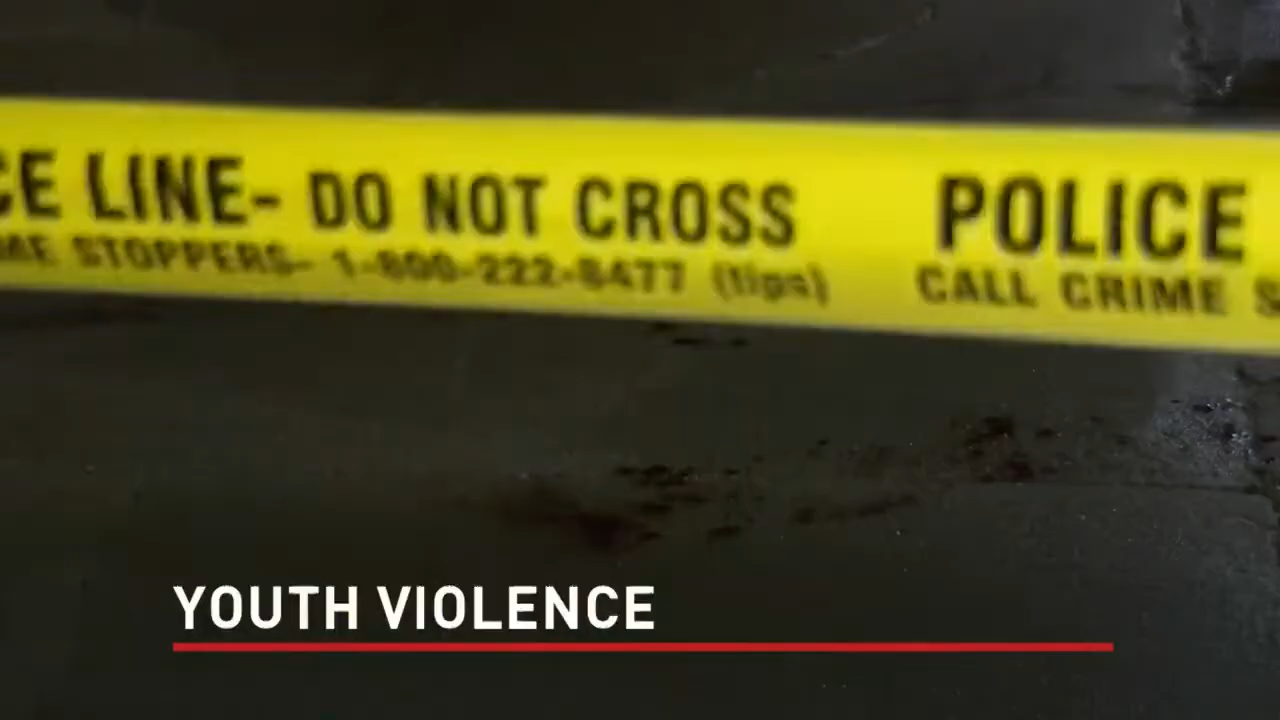 CE LINE- DO NOT CROSS POLICE
ME STOPPERS- 1-800-222-8477 (tips) CALL CRIME S
YOUTH VIOLENCE